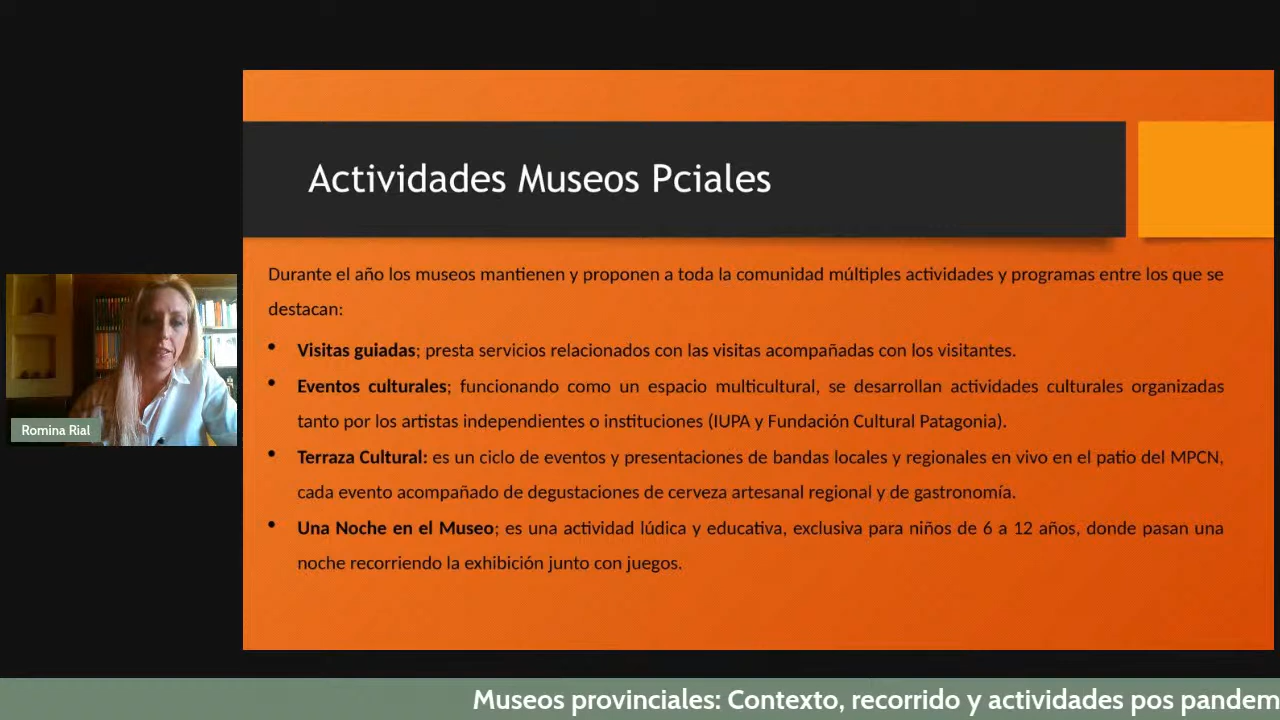 Actividades Museos Pciales
Durante el año los museos mantienen y proponen a toda la comunidad múltiples actividades y programas entre los que se
destacan:
• Visitas guiadas; presta servicios relacionados con las visitas acompañadas con los visitantes.
• Eventos culturales; funcionando como un espacio multicultural, se desarrollan actividades culturales organizadas
tanto por los artistas independientes o instituciones (IUPA y Fundación Cultural Patagonia).
• Terraza Cultural: es un ciclo de eventos y presentaciones de bandas locales y regionales en vivo en el patio del MPCN,
cada evento acompañado de degustaciones de cerveza artesanal regional y de gastronomía.
• Una Noche en el Museo; es una actividad lúdica y educativa, exclusiva para niños de 6 a 12 años, donde pasan una
noche recorriendo la exhibición junto con juegos.
Romina Rial
Museos provinciales: Contexto, recorrido y actividades pos pandem